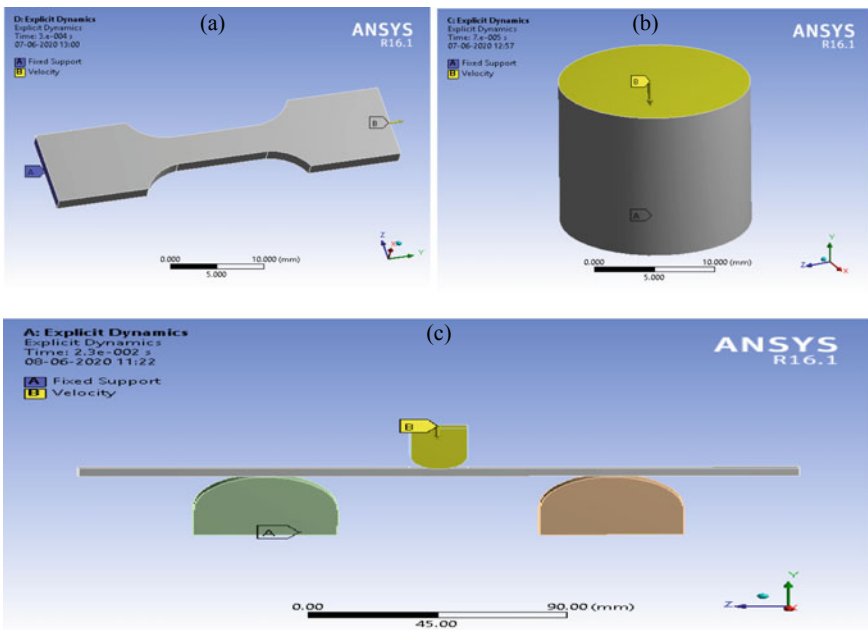 (a)
D: Explicit Dynamics
Explicit Dynamics
Time: 3.e-004 s
07-06-2020 13:00
A Fixed Support
B Velocity
ANSYS
R16.1
B
A
0.000 10.000 (mm)
5.000
Z
X
Y
(b)
C: Explicit Dynamics
Explicit Dynamics
Time: 7.e-005 s
07-06-2020 12:57
A Fixed Support
B Velocity
ANSYS
R16.1
B
A
0.000 10.000 (mm)
5.000
Y
Z
X
(c)
A: Explicit Dynamics
Explicit Dynamics
Time: 2.3e-002 s
08-06-2020 11:22
A Fixed Support
B Velocity
ANSYS
R16.1
B
A
0.00 90.00 (mm)
45.00
Y
Z
X